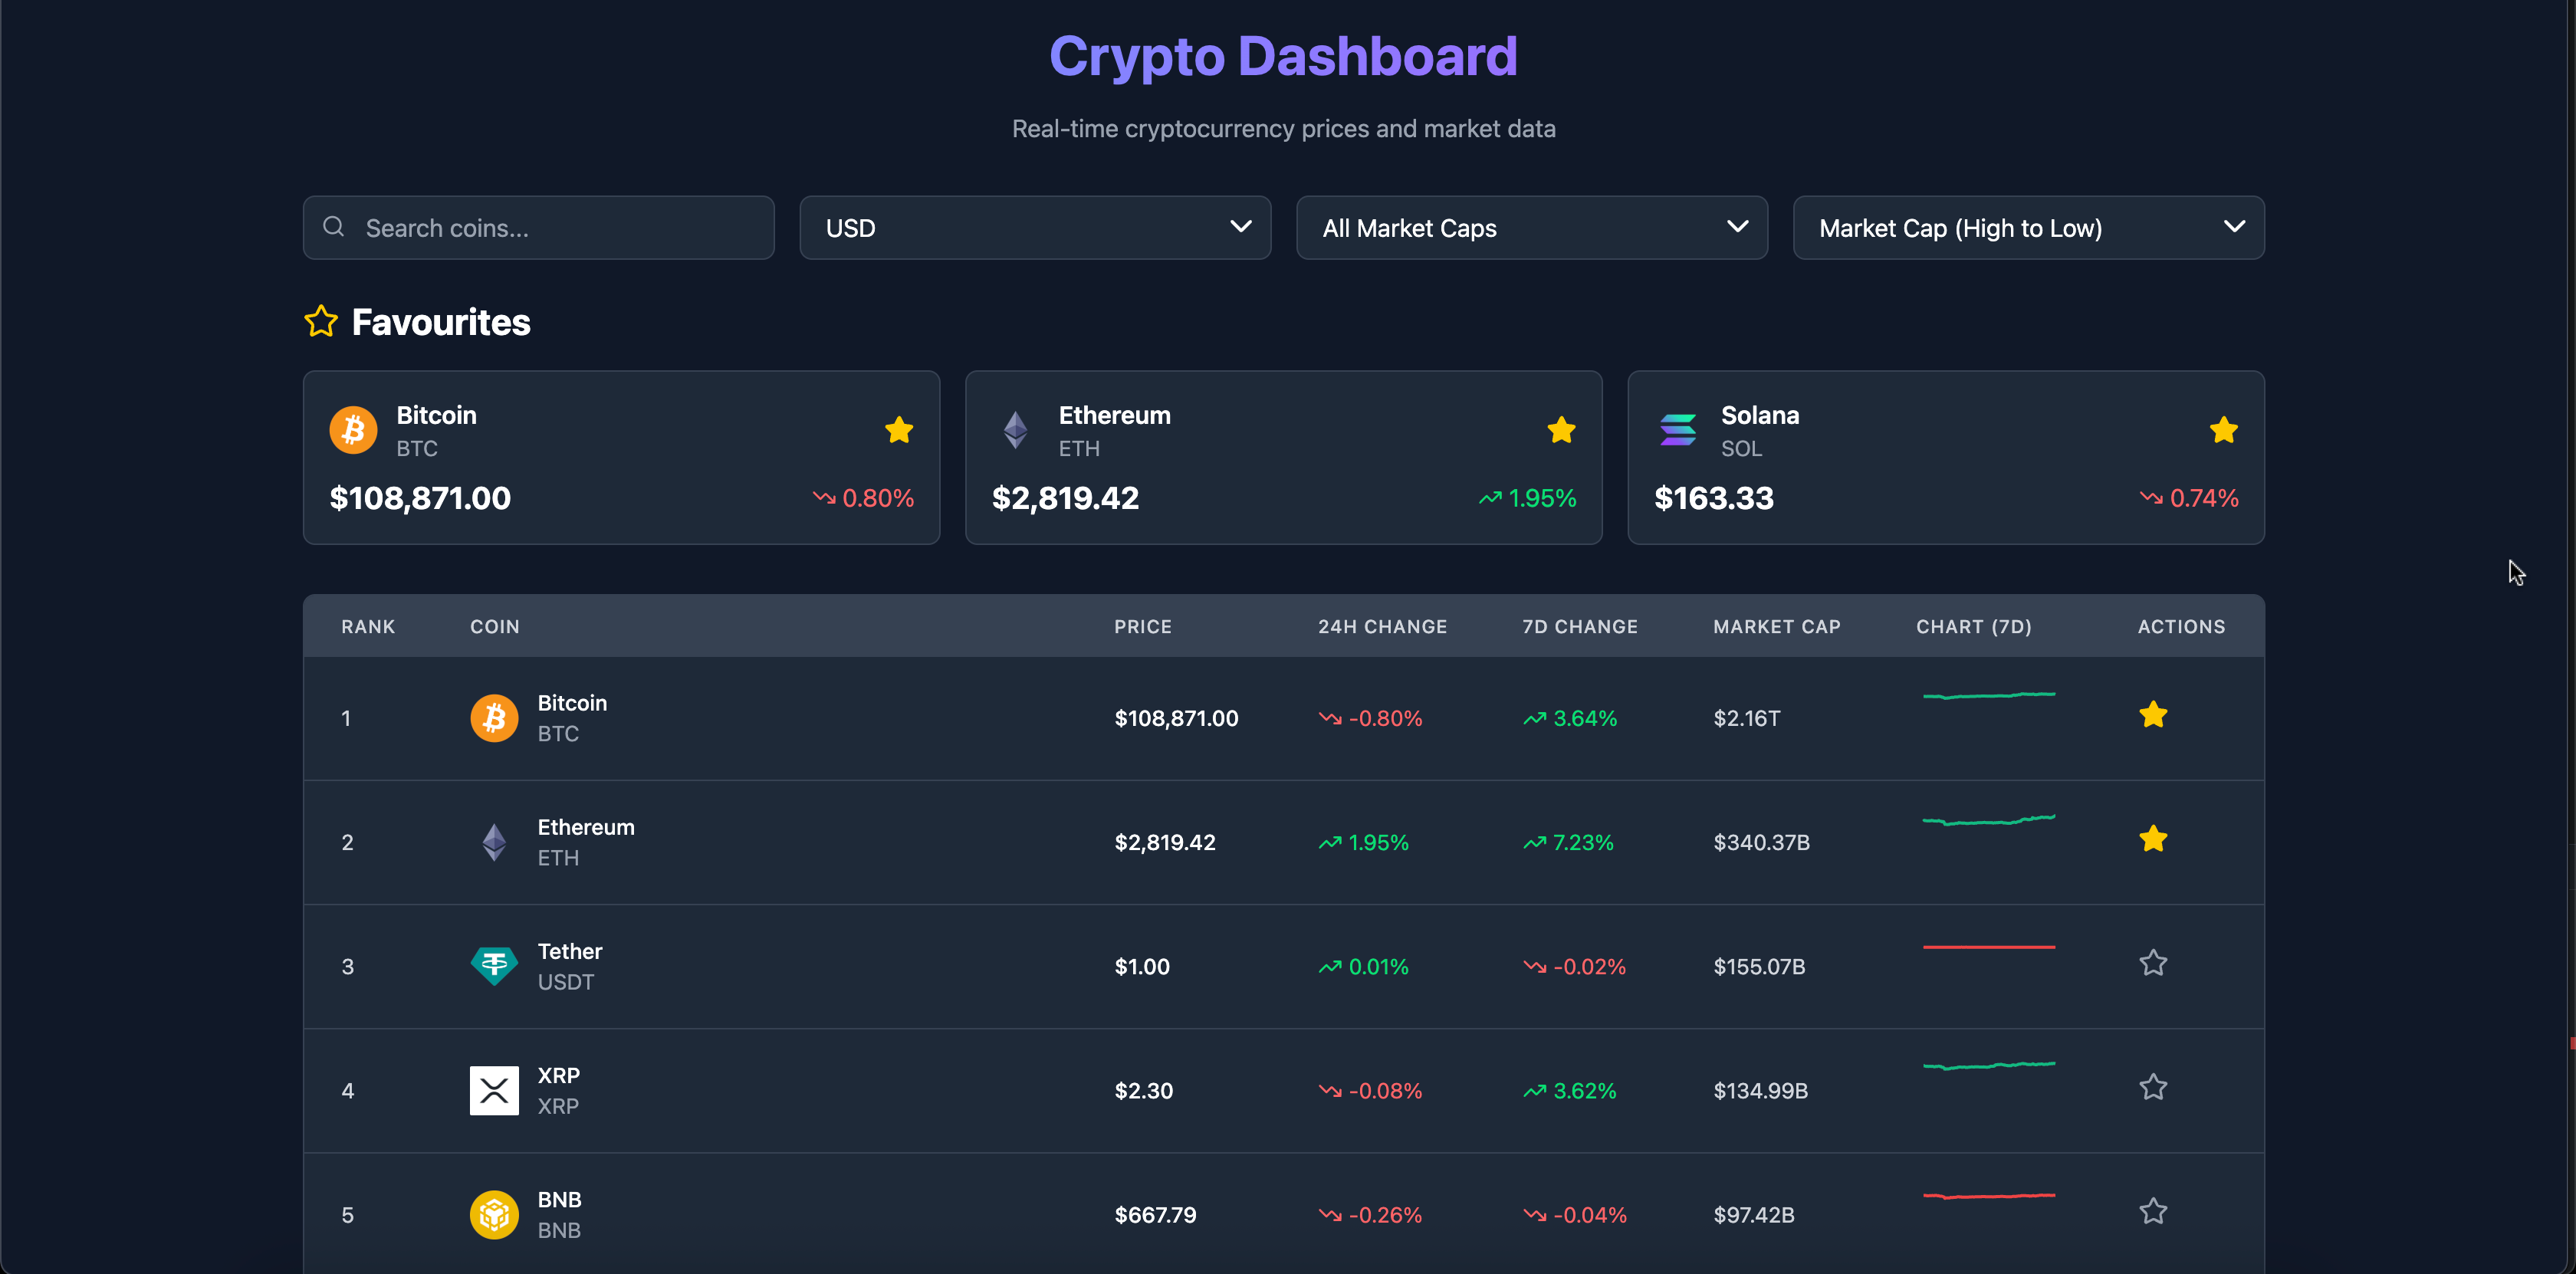 Crypto Dashboard
Real-time cryptocurrency prices and market data
Search coins...
USD
All Market Caps
Market Cap (High to Low)
Favourites
Bitcoin
BTC
$108,871.00 0.80%
Ethereum
ETH
$2,819.42 1.95%
Solana
SOL
$163.33 0.74%
RANK COIN PRICE 24H CHANGE 7D CHANGE MARKET CAP CHART (7D) ACTIONS
1 Bitcoin BTC $108,871.00 -0.80% 3.64% $2.16T
2 Ethereum ETH $2,819.42 1.95% 7.23% $340.37B
3 Tether USDT $1.00 0.01% -0.02% $155.07B
4 XRP XRP $2.30 -0.08% 3.62% $134.99B
5 BNB BNB $667.79 -0.26% -0.04% $97.42B